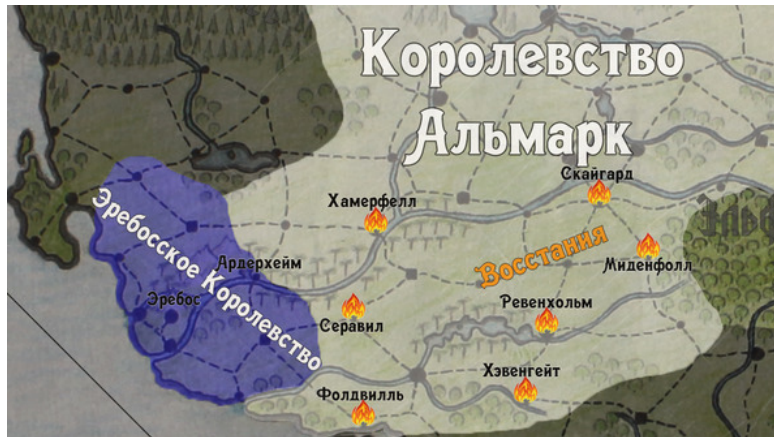 Королевство
Альмарк
Скайгард
Хамерфелл
Эребосское Королевство
Восстания
Ардерхейм
Миденфолл
Эребос
Ревенхольм
Серавил
Хэвенгейт
Фолдвилль